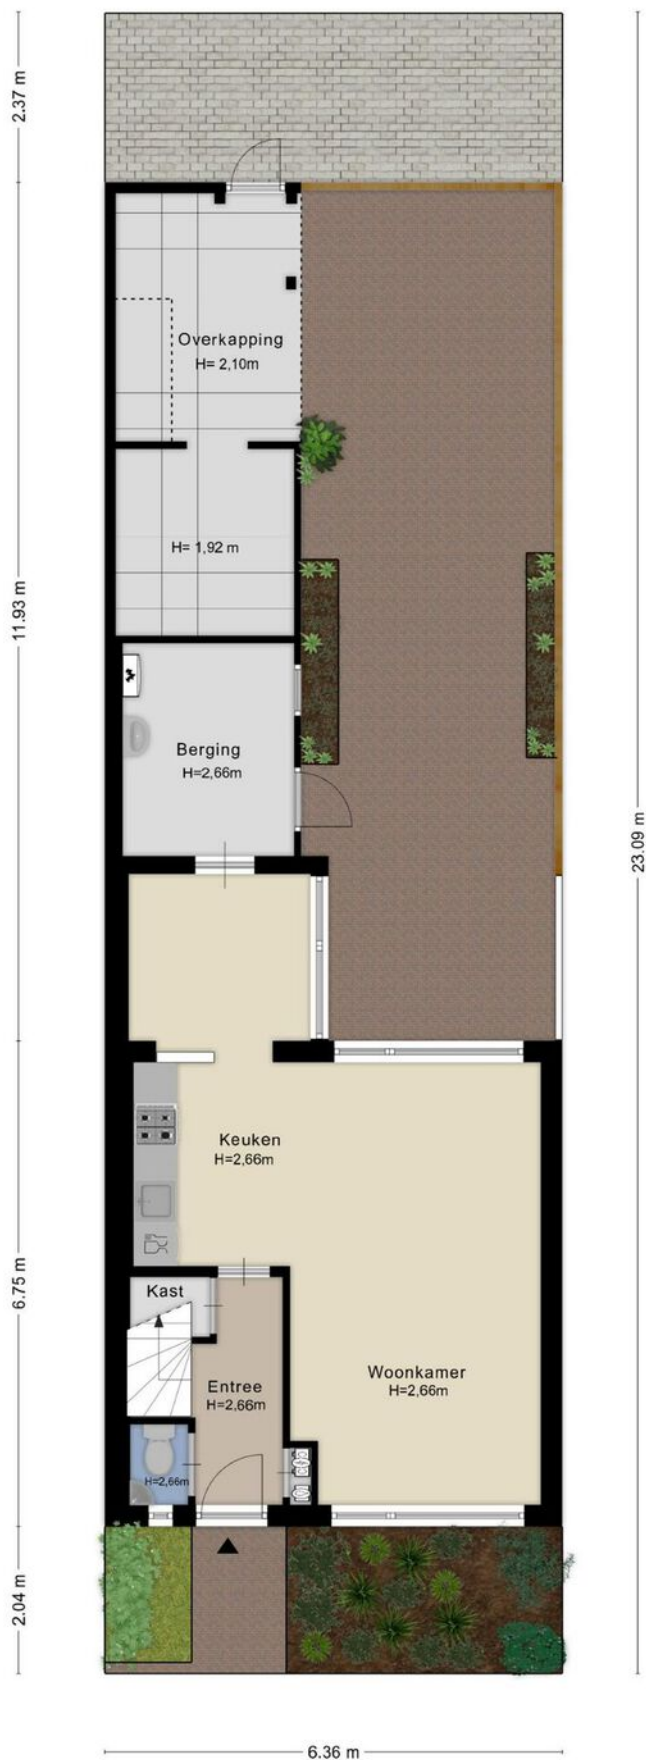 2.37 m
Overkapping
H= 2,10m
H= 1,92 m
11.93 m
Berging
H=2,66m
23.09 m
Keuken
H=2,66m
6.75 m
Kast
Woonkamer
H=2,66m
Entree
H=2,66m
H=2,66m
2.04 m
6.36 m